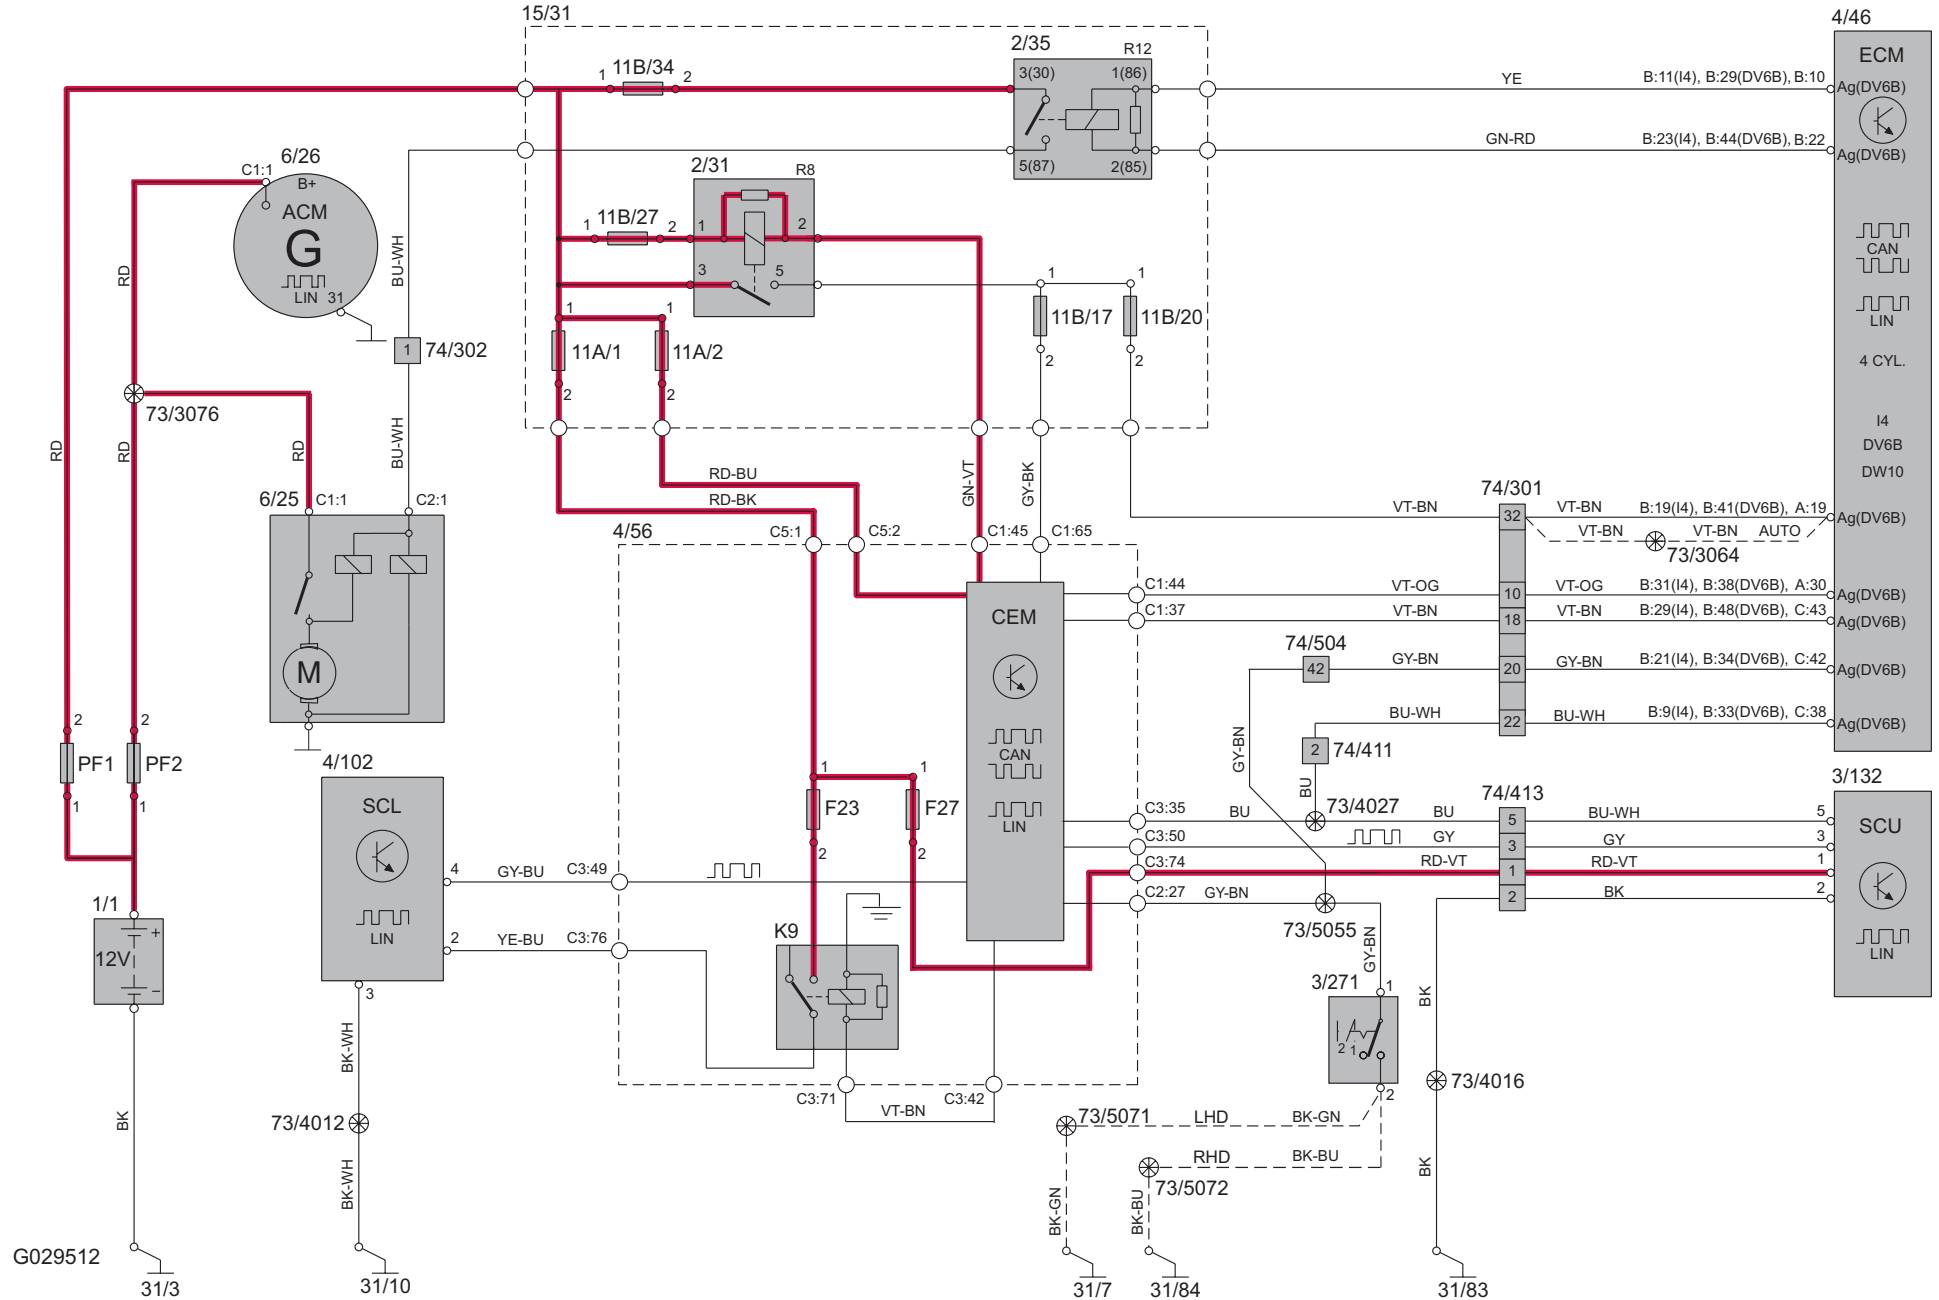 15/31
4/46
2/35
R12
ECM
11B/34
1
2
3(30)
1(86)
YE
B:11(I4), B:29(DV6B), B:10
Ag(DV6B)
GN-RD
B:23(I4), B:44(DV6B), B:22
Ag(DV6B)
5(87)
2(85)
6/26
C1:1
B+
ACM
G
LIN
31
2/31
R8
11B/27
1
2
1
2
3
5
RD
BU-WH
CAN
LIN
1
1
11B/17
11B/20
2
2
1
1
11A/1
11A/2
2
2
1
74/302
4 CYL.
I4
DV6B
DW10
73/3076
RD
RD
RD
BU-WH
RD-BU
RD-BK
GN-VT
GY-BK
6/25
C1:1
C2:1
M
4/56
C5:1
C5:2
C1:45
C1:65
74/301
VT-BN
32
VT-BN
B:19(I4), B:41(DV6B), A:19
Ag(DV6B)
VT-BN
VT-BN
AUTO
73/3064
C1:44
VT-OG
10
VT-OG
B:31(I4), B:38(DV6B), A:30
Ag(DV6B)
C1:37
VT-BN
18
VT-BN
B:29(I4), B:48(DV6B), C:43
Ag(DV6B)
CEM
CAN
LIN
74/504
42
GY-BN
20
GY-BN
B:21(I4), B:34(DV6B), C:42
Ag(DV6B)
BU-WH
22
BU-WH
B:9(I4), B:33(DV6B), C:38
Ag(DV6B)
2
74/411
GY-BN
BU
2
2
PF1
PF2
1
1
4/102
SCL
LIN
4
2
3
1
1
F23
F27
2
2
3/132
SCU
LIN
74/413
C3:35
BU
73/4027
BU
5
BU-WH
5
C3:50
GY
3
GY
3
C3:74
RD-VT
1
RD-VT
1
C2:27
GY-BN
2
BK
2
73/5055
GY-BU
C3:49
YE-BU
C3:76
K9
1/1
12V
+
−
GY-BN
3/271
1
2
1
2
BK
BK-WH
73/4012
BK-WH
BK
C3:71
VT-BN
C3:42
73/5071
LHD
BK-GN
RHD
BK-BU
73/5072
BK-GN
BK-BU
BK
73/4016
BK
G029512
31/3
31/10
31/7
31/84
31/83